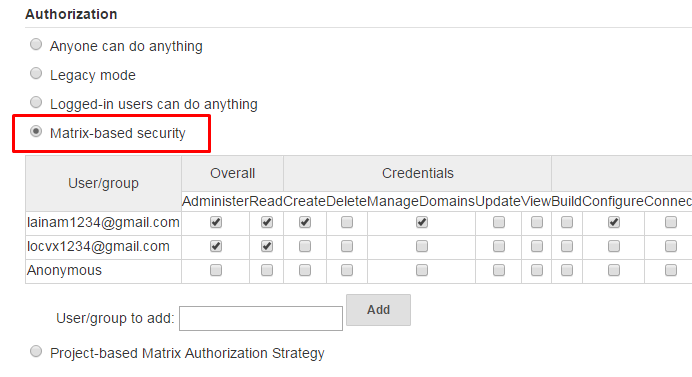 Authorization
Anyone can do anything
Legacy mode
Logged-in users can do anything
Matrix-based security
User/group Overall Credentials
Administer Read Create Delete ManageDomains Update View Build Configure Connec
lainam1234@gmail.com
locvx1234@gmail.com
Anonymous
User/group to add: Add
Project-based Matrix Authorization Strategy